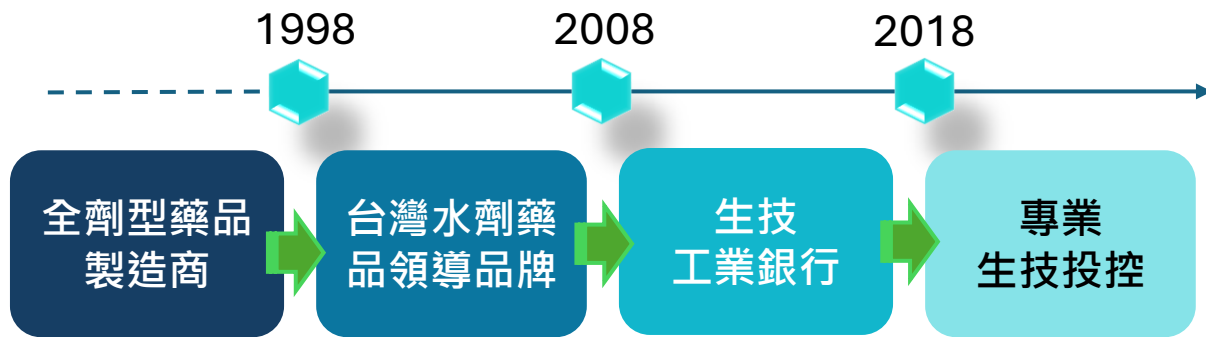 1998
2008
2018
全劑型藥品
製造商
台灣水劑藥
品領導品牌
生技
工業銀行
專業
生技投控